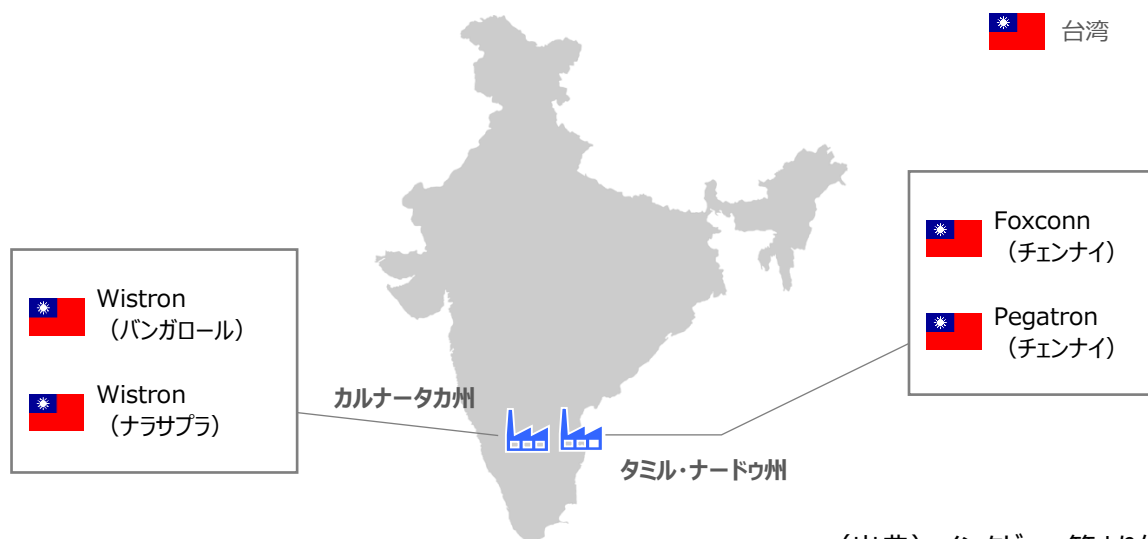 台湾
Foxconn
（チェンナイ）
Pegatron
（チェンナイ）
Wistron
（バンガロール）
Wistron
（ナラサプラ）
カルナータカ州
タミル・ナードゥ州